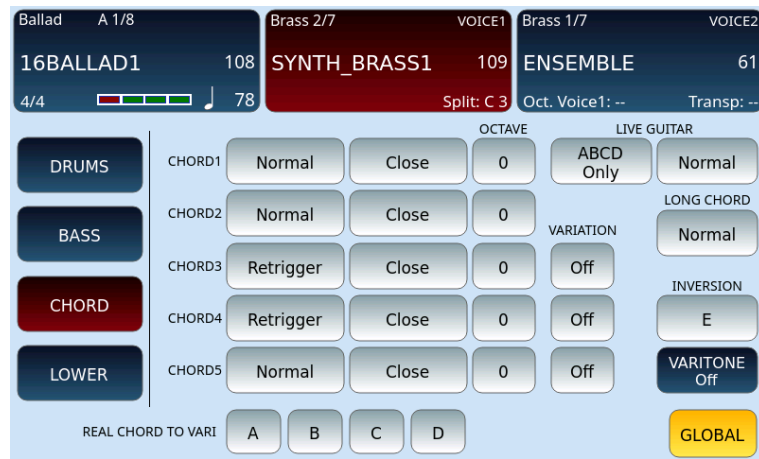 Ballad A 1/8
16BALLAD1 108
4/4 78
Brass 2/7 VOICE1
SYNTH_BRASS1 109
Split: C 3
Brass 1/7 VOICE2
ENSEMBLE 61
Oct. Voice1: -- Transp: --
OCTAVE LIVE GUITAR
DRUMS CHORD1 Normal Close 0 ABCD Only Normal
LONG CHORD
BASS CHORD2 Normal Close 0 Normal
VARIATION
CHORD3 Retrigger Close 0 Off
INVERSION
CHORD CHORD4 Retrigger Close 0 Off E
LOWER CHORD5 Normal Close 0 Off VARITONE Off
REAL CHORD TO VARI A B C D GLOBAL